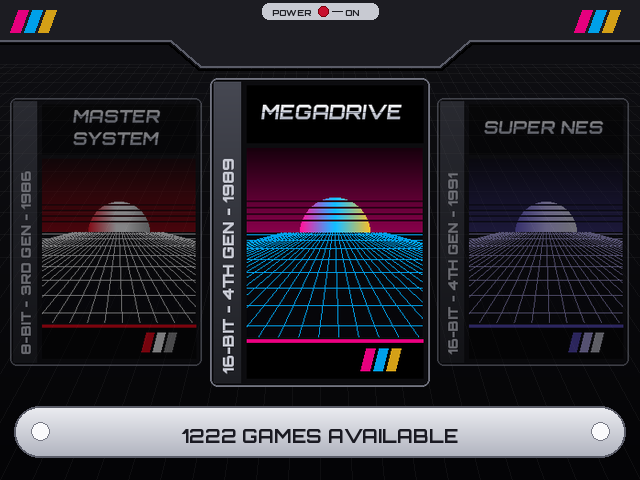 POWER ON
MASTER
SYSTEM
8-BIT - 3RD GEN - 1986
MEGADRIVE
16-BIT - 4TH GEN - 1989
SUPER NES
16-BIT - 4TH GEN - 1991
1222 GAMES AVAILABLE